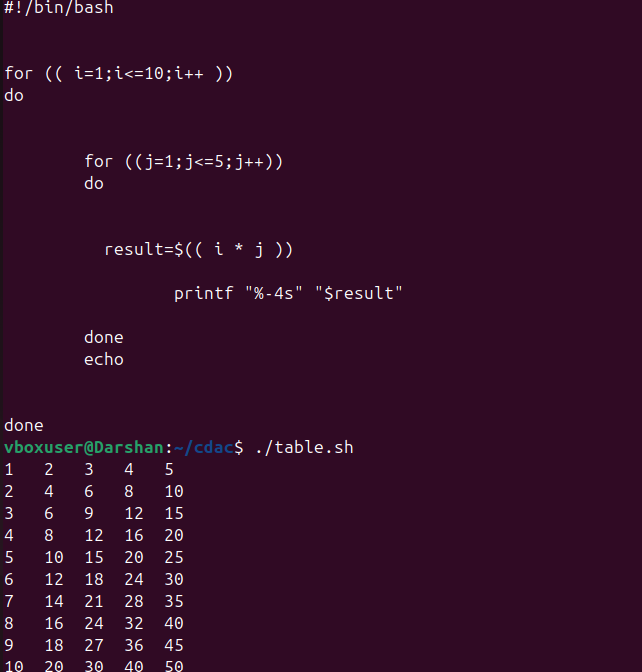 #!/bin/bash
for (( i=1;i<=10;i++ ))
do
for ((j=1;j<=5;j++))
do
result=$(( i * j ))
printf "%-4s" "$result"
done
echo
done
vboxuser@Darshan:~/cdac$ ./table.sh
1 2 3 4 5
2 4 6 8 10
3 6 9 12 15
4 8 12 16 20
5 10 15 20 25
6 12 18 24 30
7 14 21 28 35
8 16 24 32 40
9 18 27 36 45
10 20 30 40 50